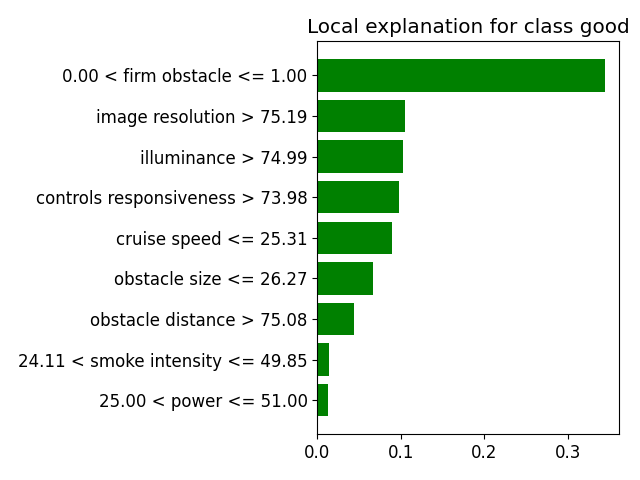 Local explanation for class good
0.00 < firm obstacle <= 1.00
image resolution > 75.19
illuminance > 74.99
controls responsiveness > 73.98
cruise speed <= 25.31
obstacle size <= 26.27
obstacle distance > 75.08
24.11 < smoke intensity <= 49.85
25.00 < power <= 51.00
0.0 0.1 0.2 0.3